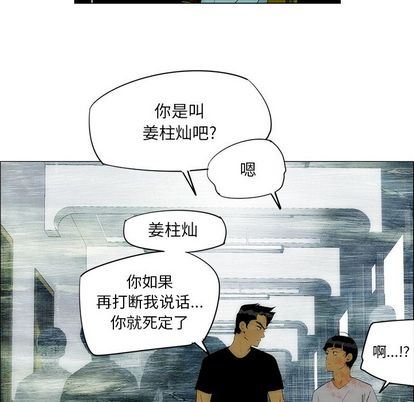 你是叫
姜柱灿吧?
嗯
姜柱灿
你如果
再打断我说话...
你就死定了
啊...!?